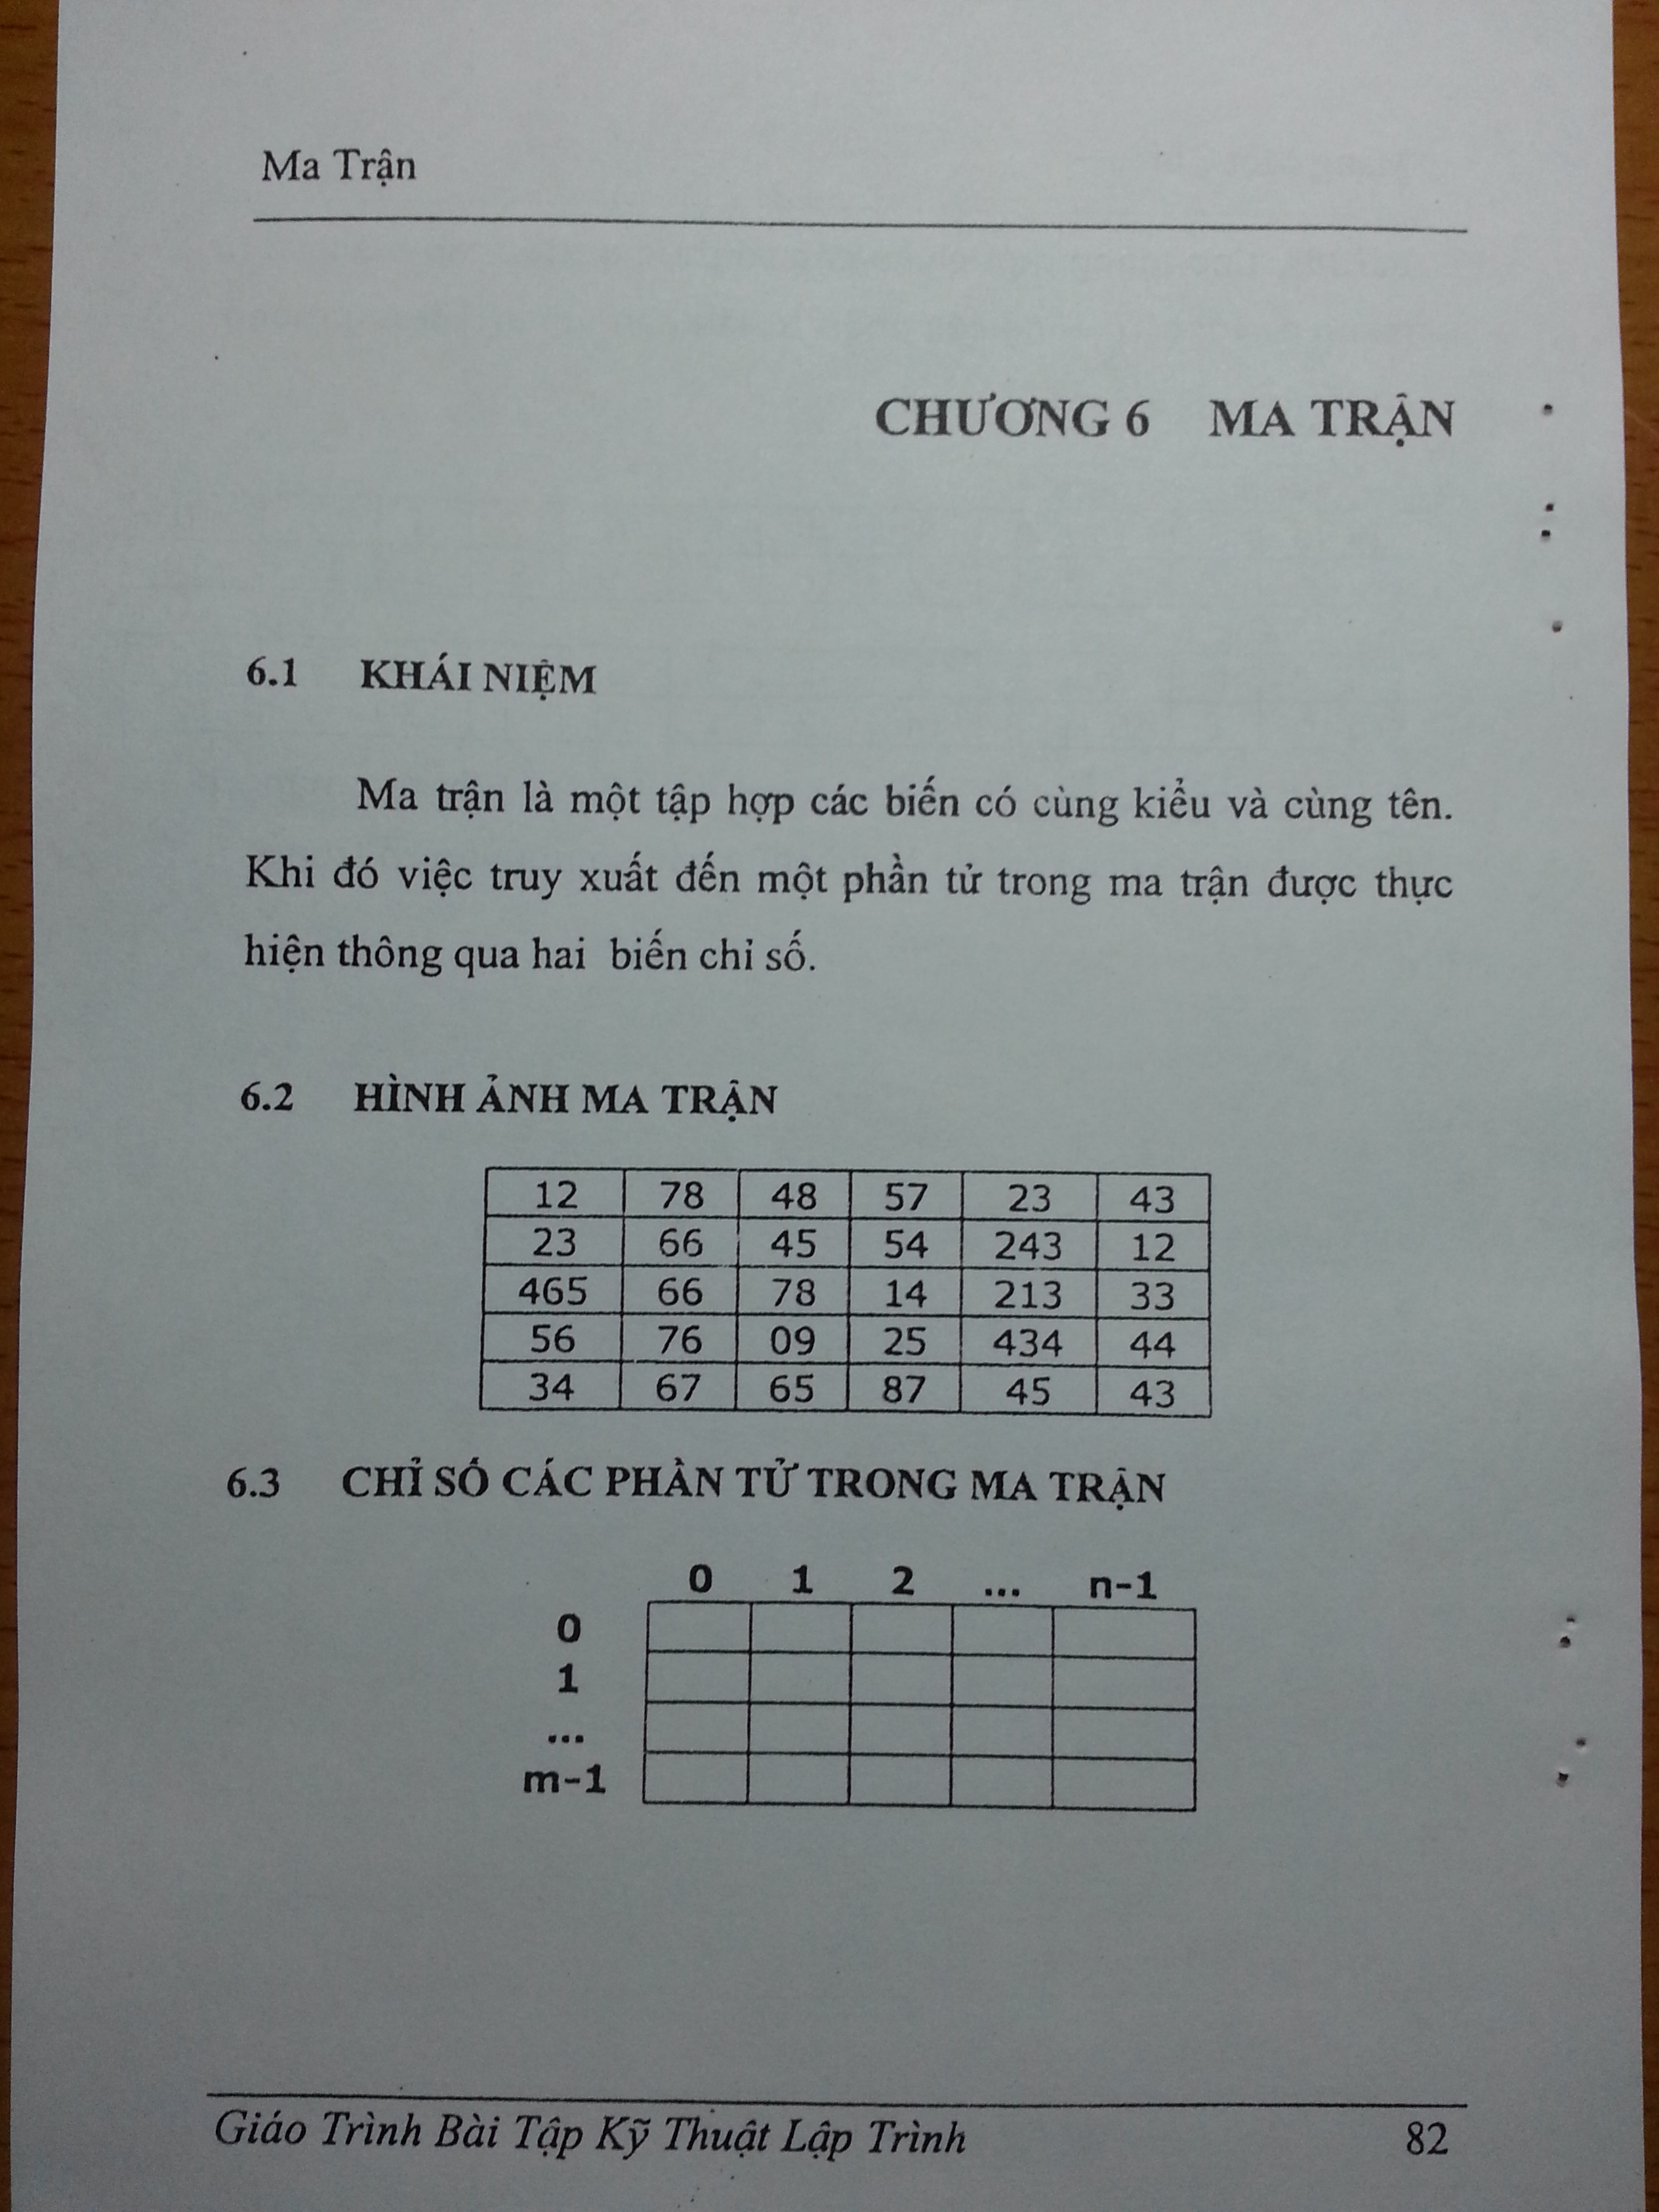 Ma Trận
CHƯƠNG 6 MA TRẬN
6.1 KHÁI NIỆM
Ma trận là một tập hợp các biến có cùng kiểu và cùng tên.
Khi đó việc truy xuất đến một phần tử trong ma trận được thực
hiện thông qua hai biến chỉ số.
6.2 HÌNH ẢNH MA TRẬN
12 78 48 57 23 43
23 66 45 54 243 12
465 66 78 14 213 33
56 76 09 25 434 44
34 67 65 87 45 43
6.3 CHỈ SỐ CÁC PHẦN TỬ TRONG MA TRẬN
0 1 2 ... n-1
0
1
...
m-1
Giáo Trình Bài Tập Kỹ Thuật Lập Trình 82